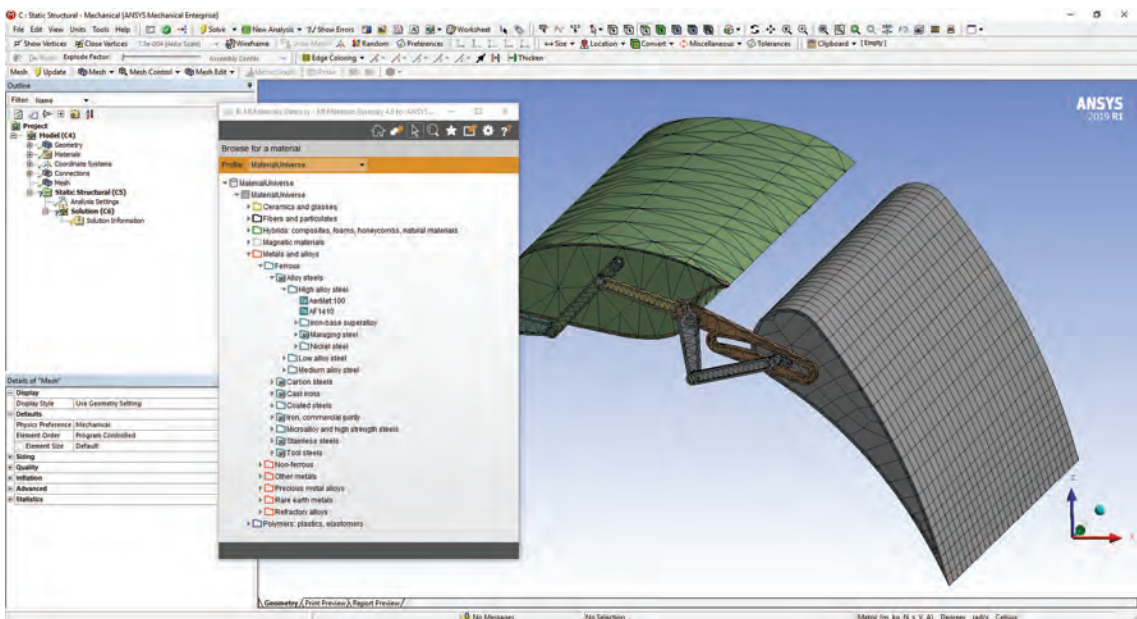 C : Static Structural - Mechanical [ANSYS Mechanical Enterprise]
File Edit View Units Tools Help Solve New Analysis Show Errors Worksheet
Show Vertices Close Vertices (Auto Scale) Wireframe Random Preferences Size Location Convert Miscellaneous Tolerances Clipboard [Empty]
Explode Factor: Assembly Center Edge Coloring Thicken
Mesh Update Mesh Mesh Control Mesh Edit
Outline
Filter: Name
Project
Model (C4)
Geometry
Materials
Coordinate Systems
Connections
Mesh
Static Structural (C5)
Analysis Settings
Solution (C6)
Solution Information
Details of "Mesh"
Display
Display Style Use Geometry Setting
Defaults
Physics Preference Mechanical
Element Order Program Controlled
Element Size Default
Sizing
Quality
Inflation
Advanced
Statistics
Browse for a material
Profile: MaterialUniverse
MaterialUniverse
MaterialUniverse
Ceramics and glasses
Fibers and particulates
Hybrids: composites, foams, honeycombs, natural materials
Magnetic materials
Metals and alloys
Ferrous
Alloy steels
High alloy steel
AerMet 100
AF1410
Iron-base superalloy
Maraging steel
Nickel steel
Low alloy steel
Medium alloy steel
Carbon steels
Cast irons
Coated steels
Iron, commercial purity
Microalloy and high strength steels
Stainless steels
Tool steels
Non-ferrous
Other metals
Precious metal alloys
Rare earth metals
Refractory alloys
Polymers: plastics, elastomers
ANSYS
2019 R1
Z
X
Geometry Print Preview Report Preview
No Messages No Selection Metric (m, kg, N, s, V, A) Degrees rad/s Celsius